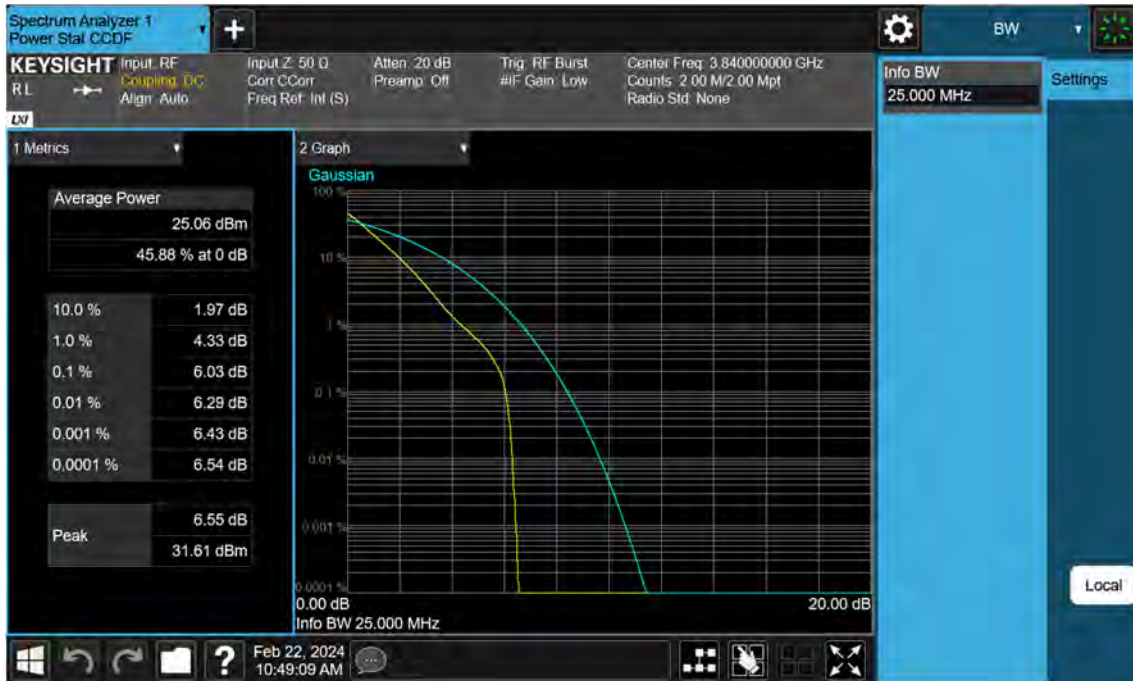 Spectrum Analyzer 1
Power Stat CCDF
+
BW
KEYSIGHT
RL
LXI
Input: RF
Coupling: DC
Align: Auto
Input Z: 50 Ω
Corr CCorr
Freq Ref: Int (S)
Atten: 20 dB
Preamp: Off
Trig: RF Burst
#IF Gain: Low
Center Freq: 3.840000000 GHz
Counts: 2.00 M/2.00 Mpt
Radio Std: None
Info BW
25.000 MHz
Settings
1 Metrics
Average Power
25.06 dBm
45.88 % at 0 dB
10.0 % 1.97 dB
1.0 % 4.33 dB
0.1 % 6.03 dB
0.01 % 6.29 dB
0.001 % 6.43 dB
0.0001 % 6.54 dB
Peak
6.55 dB
31.61 dBm
2 Graph
Gaussian
100 %
10 %
1 %
0.1 %
0.01 %
0.001 %
0.0001 %
0.00 dB 20.00 dB
Info BW 25.000 MHz
Local
?
Feb 22, 2024
10:49:09 AM